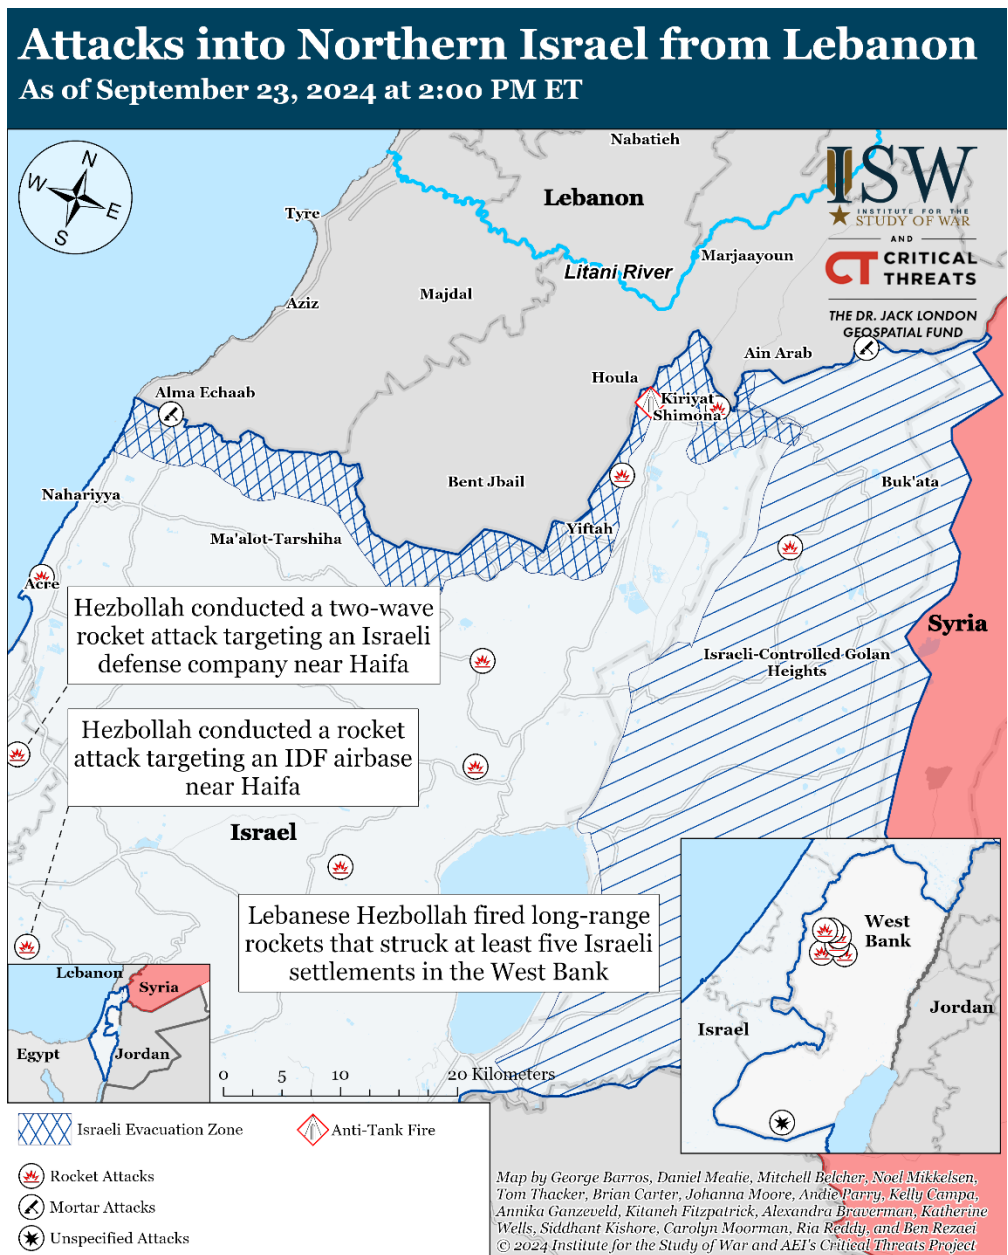 Attacks into Northern Israel from Lebanon
As of September 23, 2024 at 2:00 PM ET
N
W
E
S
Nabatieh
Lebanon
ISW
INSTITUTE FOR THE
STUDY OF WAR
AND
CT CRITICAL
THREATS
THE DR. JACK LONDON
GEOSPATIAL FUND
Tyre
Marjaayoun
Litani River
Aziz
Majdal
Ain Arab
Houla
Alma Echaab
Kiriyat
Shimona
Bent Jbail
Buk'ata
Nahariyya
Yiftah
Ma'alot-Tarshiha
Acre
Hezbollah conducted a two-wave
rocket attack targeting an Israeli
defense company near Haifa
Syria
Israeli-Controlled Golan
Heights
Hezbollah conducted a rocket
attack targeting an IDF airbase
near Haifa
Israel
Lebanese Hezbollah fired long-range
rockets that struck at least five Israeli
settlements in the West Bank
West
Bank
Israel
Jordan
Lebanon
Syria
Egypt
Jordan
0 5 10 20 Kilometers
Israeli Evacuation Zone
Anti-Tank Fire
Rocket Attacks
Mortar Attacks
Unspecified Attacks
Map by George Barros, Daniel Mealie, Mitchell Belcher, Noel Mikkelsen,
Tom Thacker, Brian Carter, Johanna Moore, Andie Parry, Kelly Campa,
Annika Ganzeveld, Kitaneh Fitzpatrick, Alexandra Braverman, Katherine
Wells, Siddhant Kishore, Carolyn Moorman, Ria Reddy, and Ben Rezaei
© 2024 Institute for the Study of War and AEI's Critical Threats Project